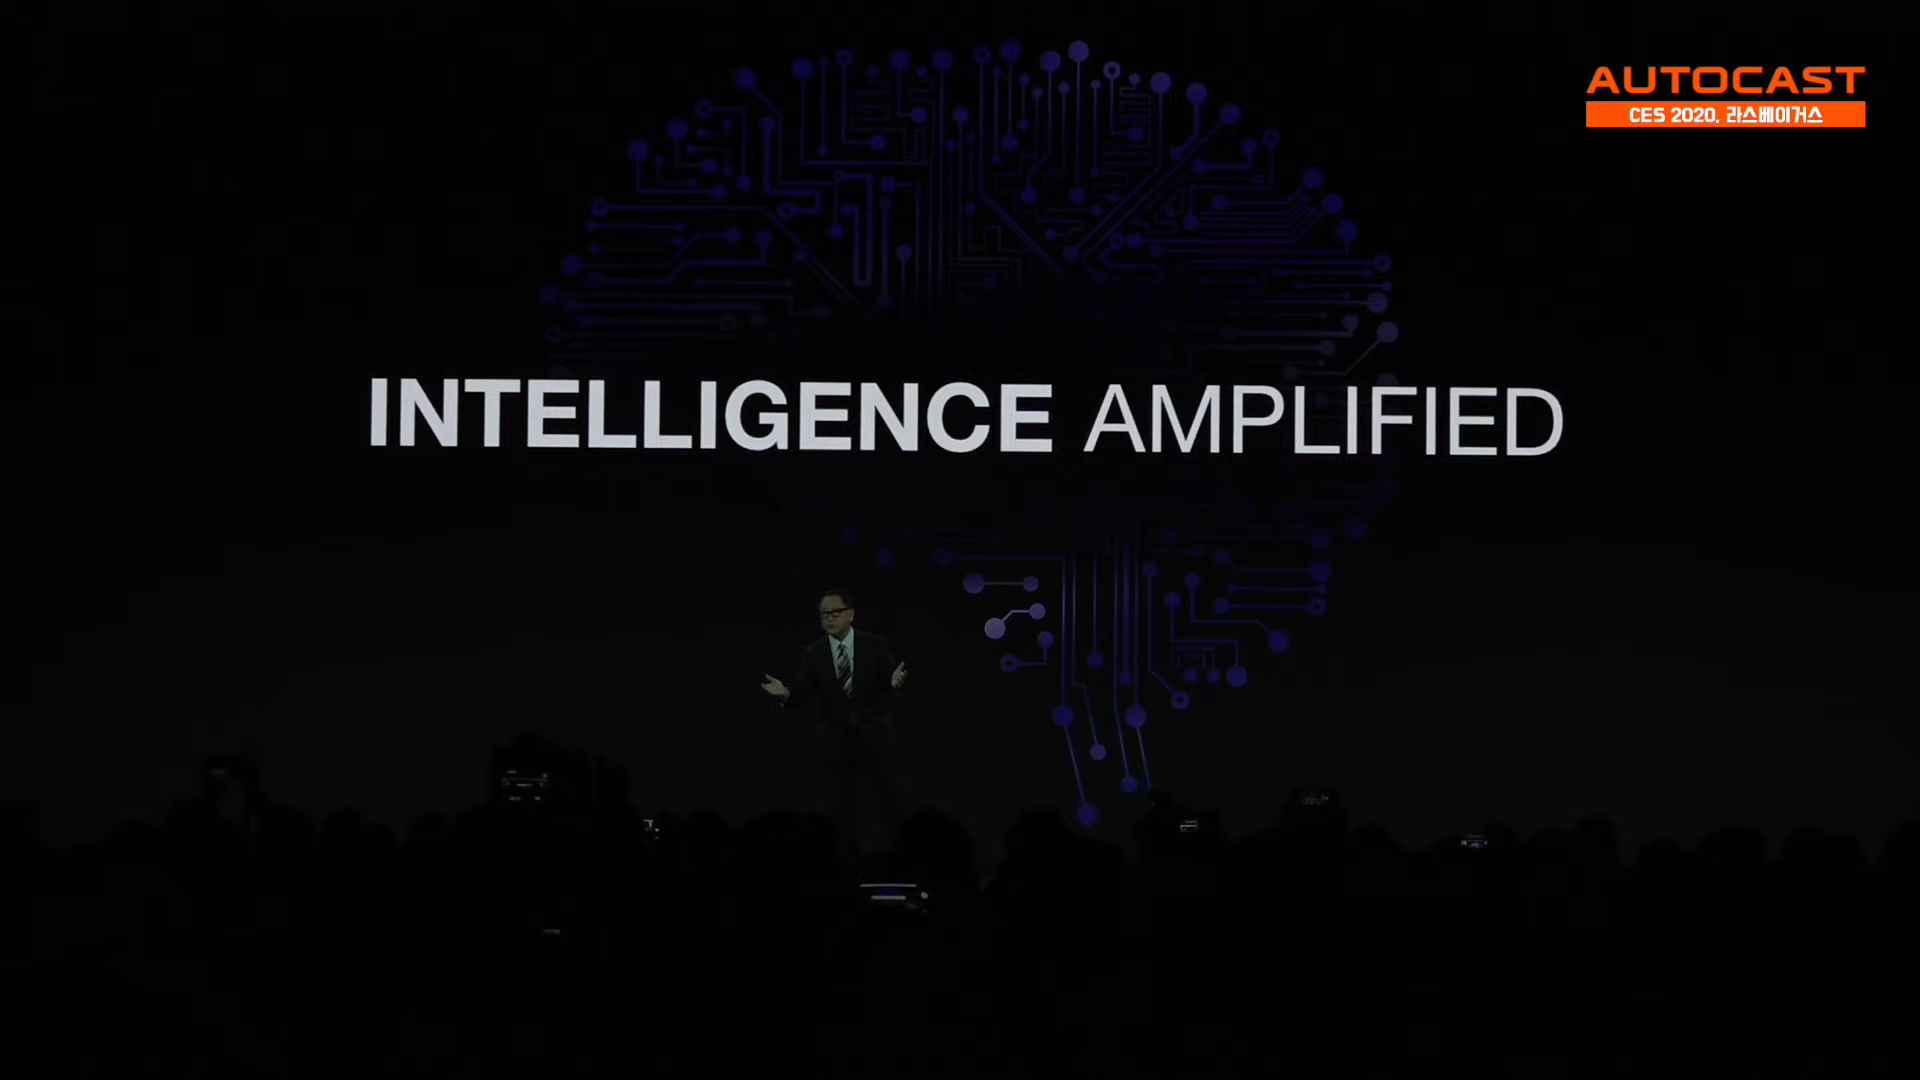 AUTOCAST
CES 2020, 라스베이거스
INTELLIGENCE AMPLIFIED